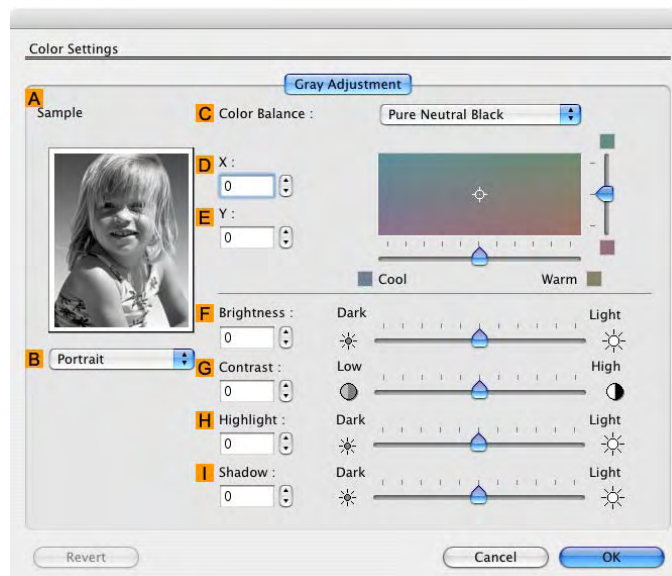 Color Settings
Gray Adjustment
A
Sample
C Color Balance : Pure Neutral Black
D X :
0
E Y :
0
Cool Warm
F Brightness : Dark Light
0
B Portrait
G Contrast : Low High
0
H Highlight : Dark Light
0
I Shadow : Dark Light
0
Revert Cancel OK